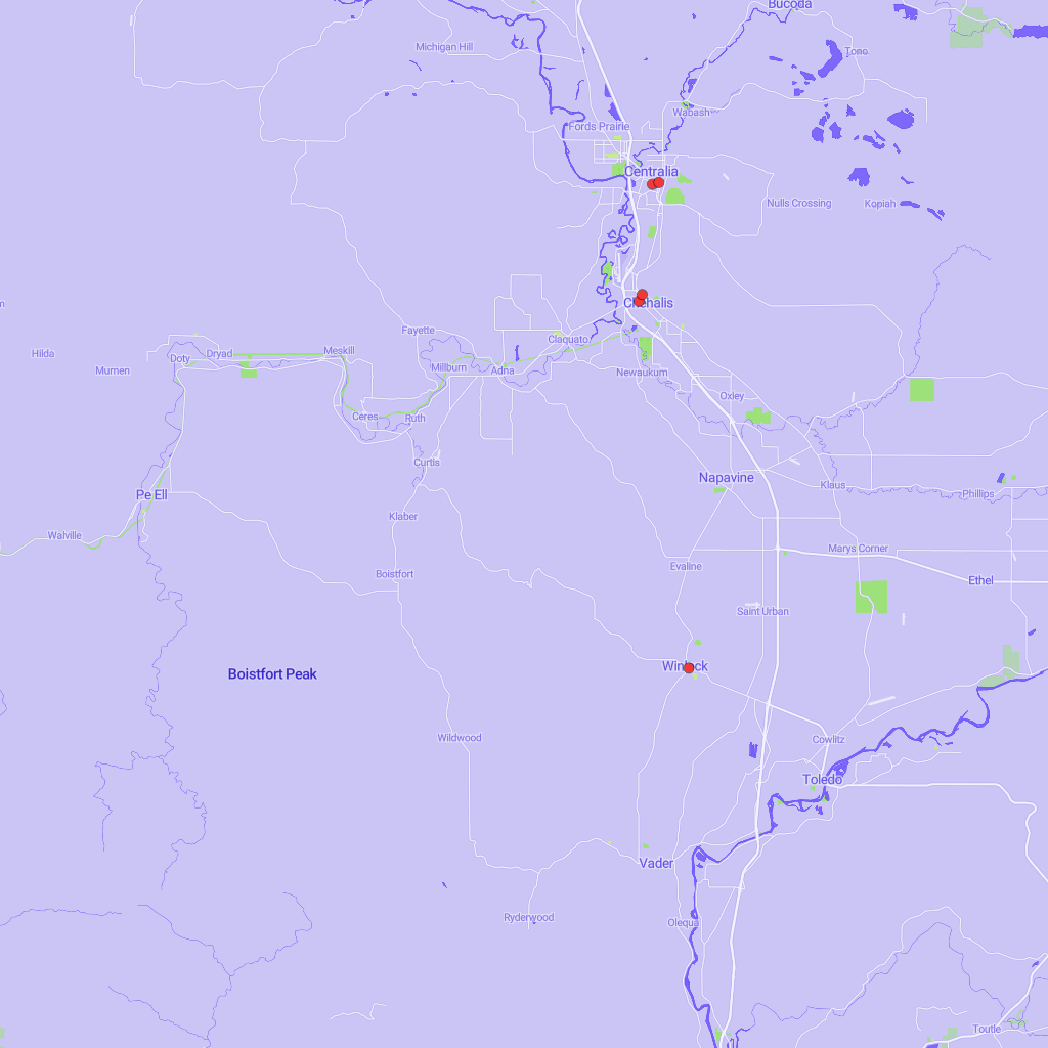 Bucoda
Michigan Hill
Tono
Wabash
Fords Prairie
Centralia
Nulls Crossing
Kopiah
Chehalis
Fayette
Claquato
Hilda
Dryad
Meskill
Doty
Murnen
Millburn
Adna
Newaukum
Oxley
Ceres
Ruth
Curtis
Napavine
Klaus
Pe Ell
Phillips
Klaber
Walville
Marys Corner
Evaline
Boistfort
Ethel
Saint Urban
Winlock
Boistfort Peak
Wildwood
Cowlitz
Toledo
Vader
Ryderwood
Olequa
Toutle